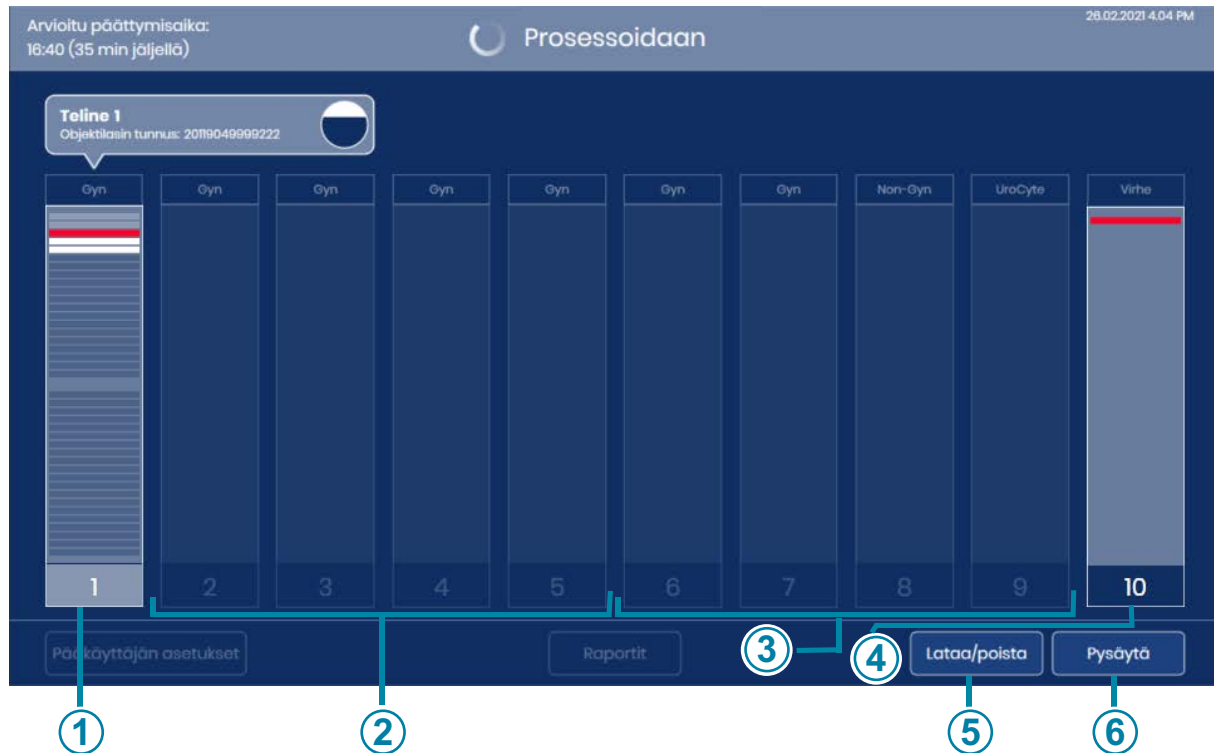 Arvioitu päättymisaika:
16:40 (35 min jäljellä)
Prosessoidaan
26.02.2021 4.04 PM
Teline 1
Objektilasin tunnus: 20119049999222
Gyn Gyn Gyn Gyn Gyn Gyn Gyn Non-Gyn UroCyte Virhe
1 2 3 4 5 6 7 8 9 10
Pääkäyttäjän asetukset Raportit 3 4 Lataa/poista Pysäytä
1 2 5 6